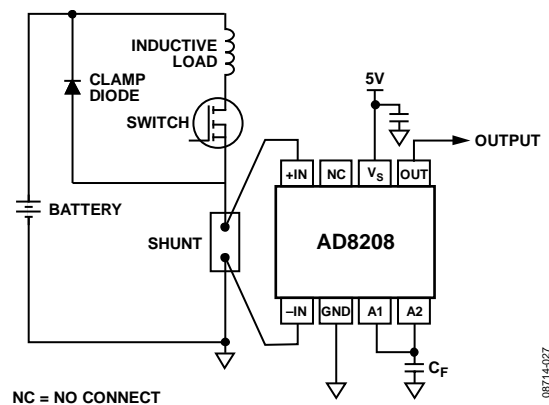 INDUCTIVE
LOAD
CLAMP
DIODE
SWITCH
BATTERY
SHUNT
5V
OUTPUT
+IN
NC
VS
OUT
AD8208
–IN
GND
A1
A2
CF
NC = NO CONNECT
08714-027